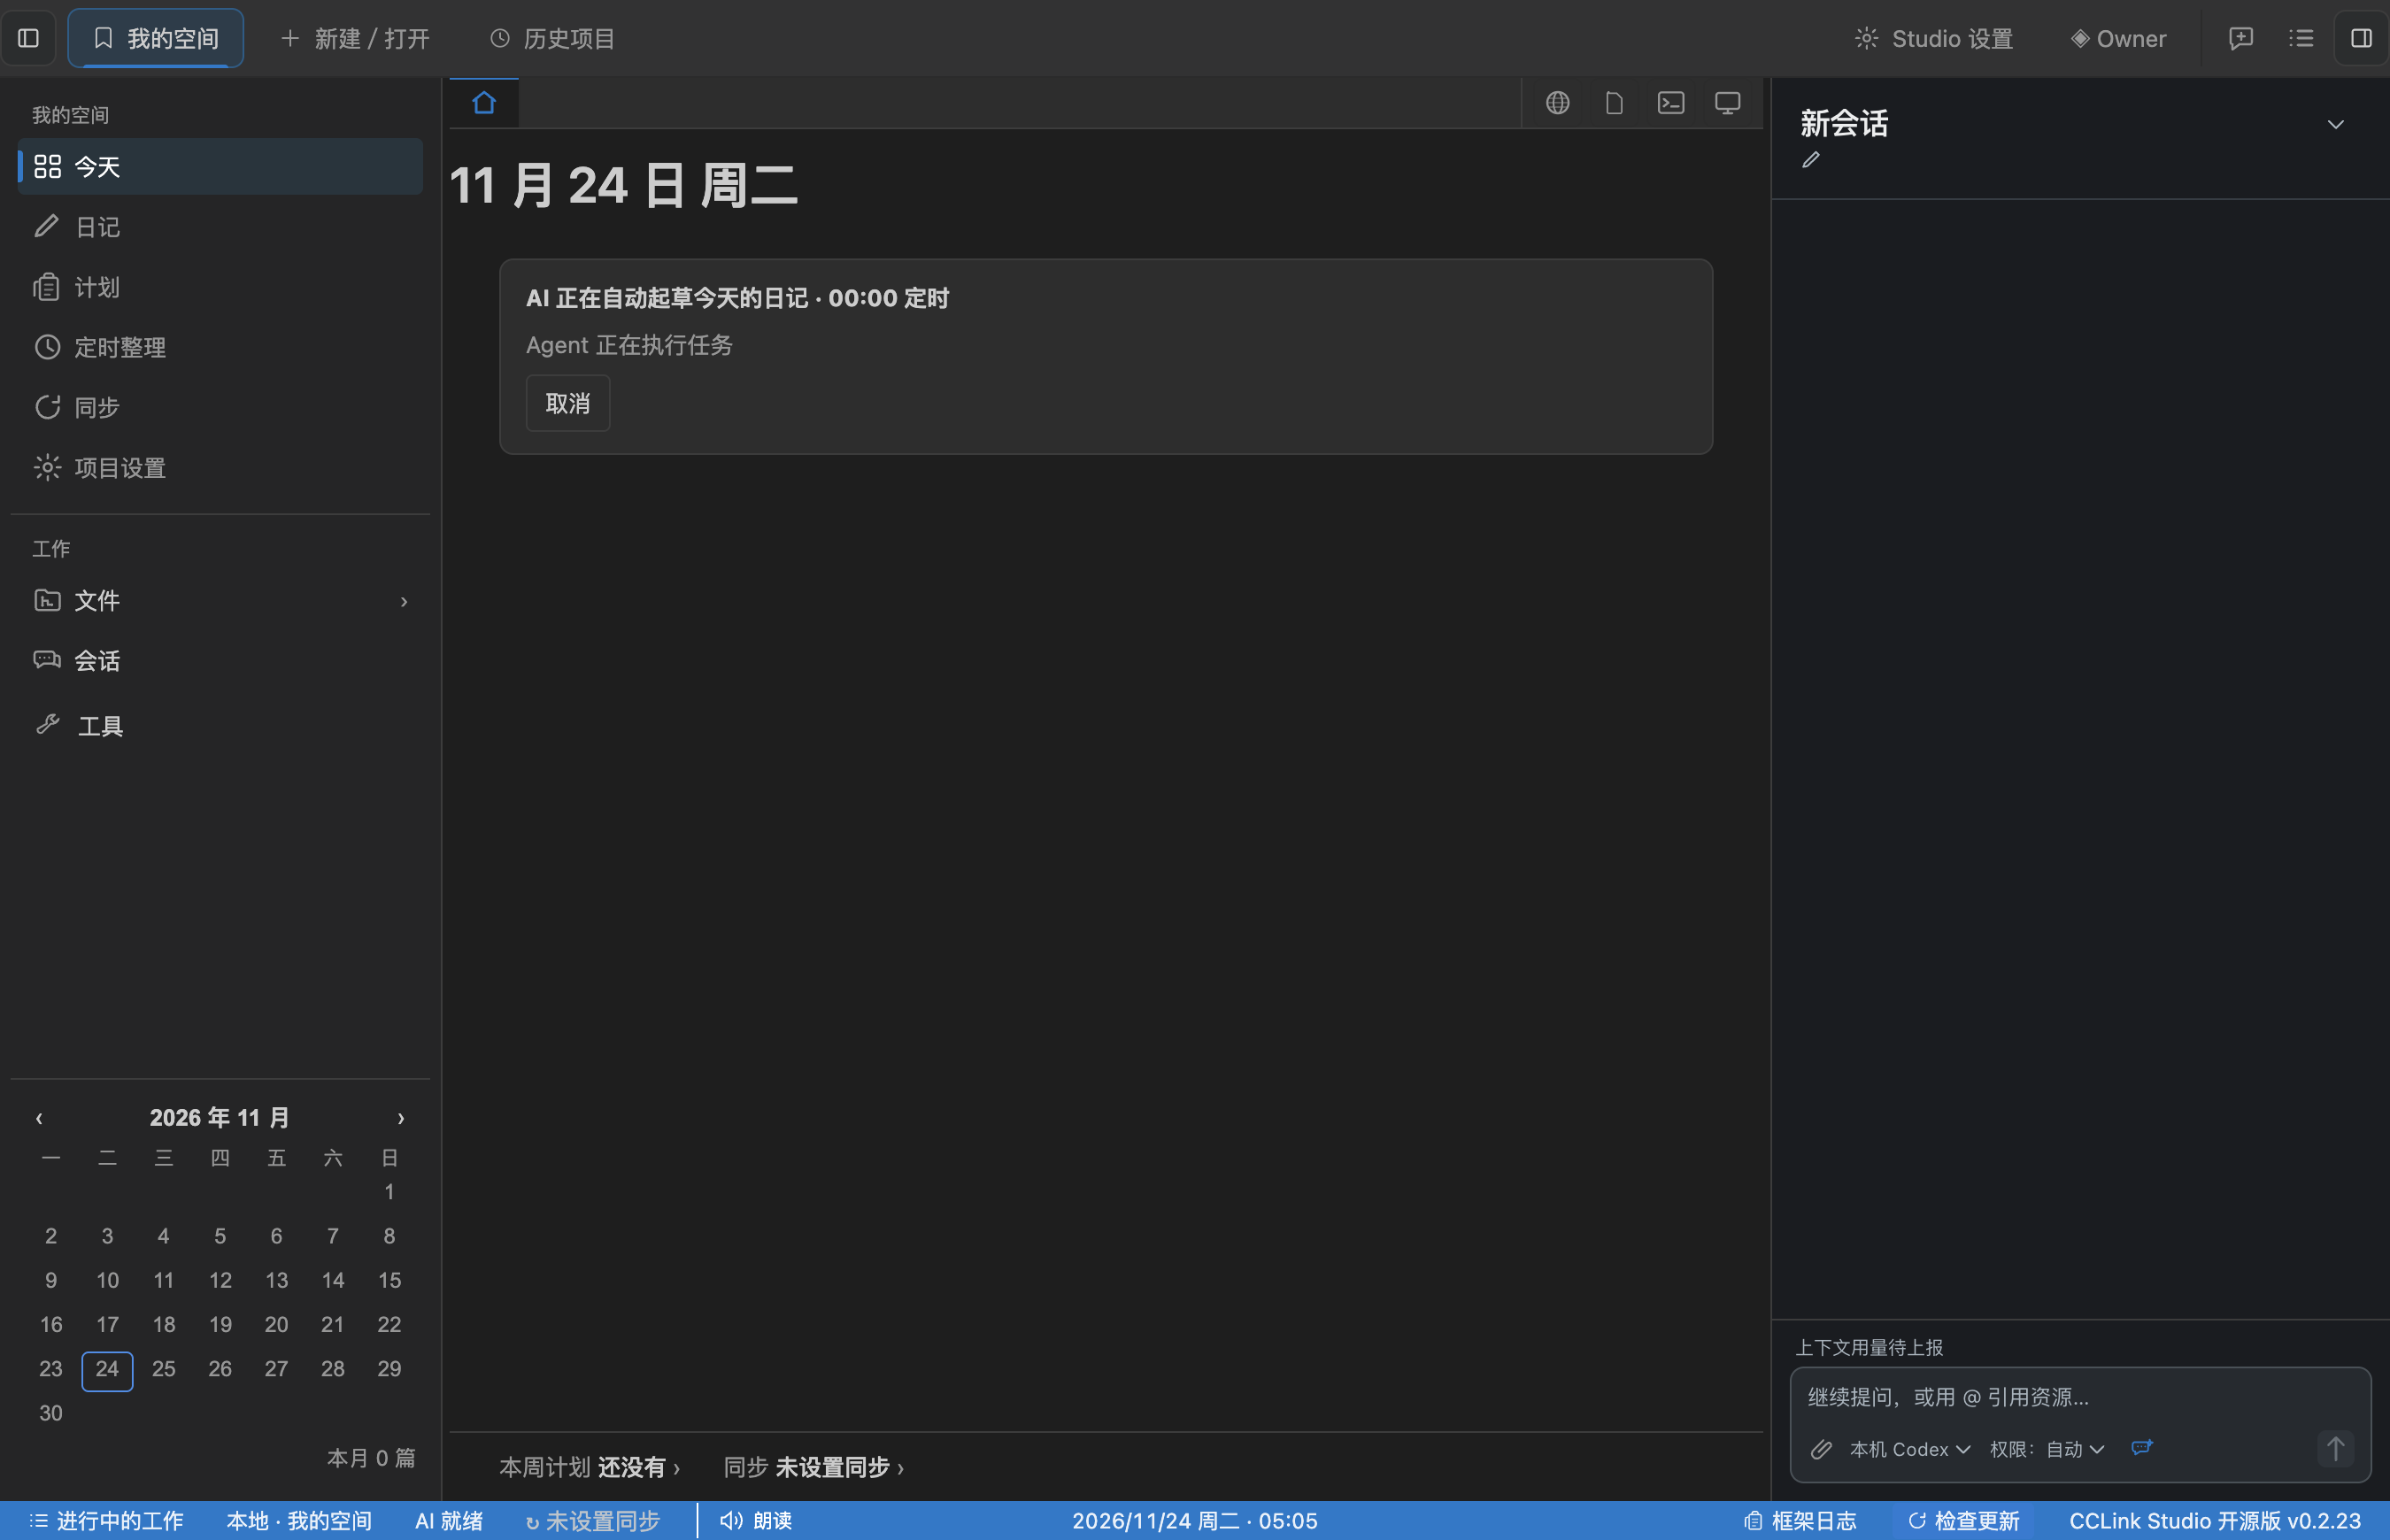 我的空间
新建 / 打开
历史项目
Studio 设置
Owner
我的空间
今天
日记
计划
定时整理
同步
项目设置
工作
文件
会话
工具
2026 年 11 月
一 二 三 四 五 六 日
1
2 3 4 5 6 7 8
9 10 11 12 13 14 15
16 17 18 19 20 21 22
23 24 25 26 27 28 29
30
本月 0 篇
11 月 24 日 周二
AI 正在自动起草今天的日记 · 00:00 定时
Agent 正在执行任务
取消
本周计划 还没有 ›
同步 未设置同步 ›
新会话
上下文用量待上报
继续提问，或用 @ 引用资源...
本机 Codex
权限：自动
进行中的工作
本地 · 我的空间
AI 就绪
未设置同步
朗读
2026/11/24 周二 · 05:05
框架日志
检查更新
CCLink Studio 开源版 v0.2.23